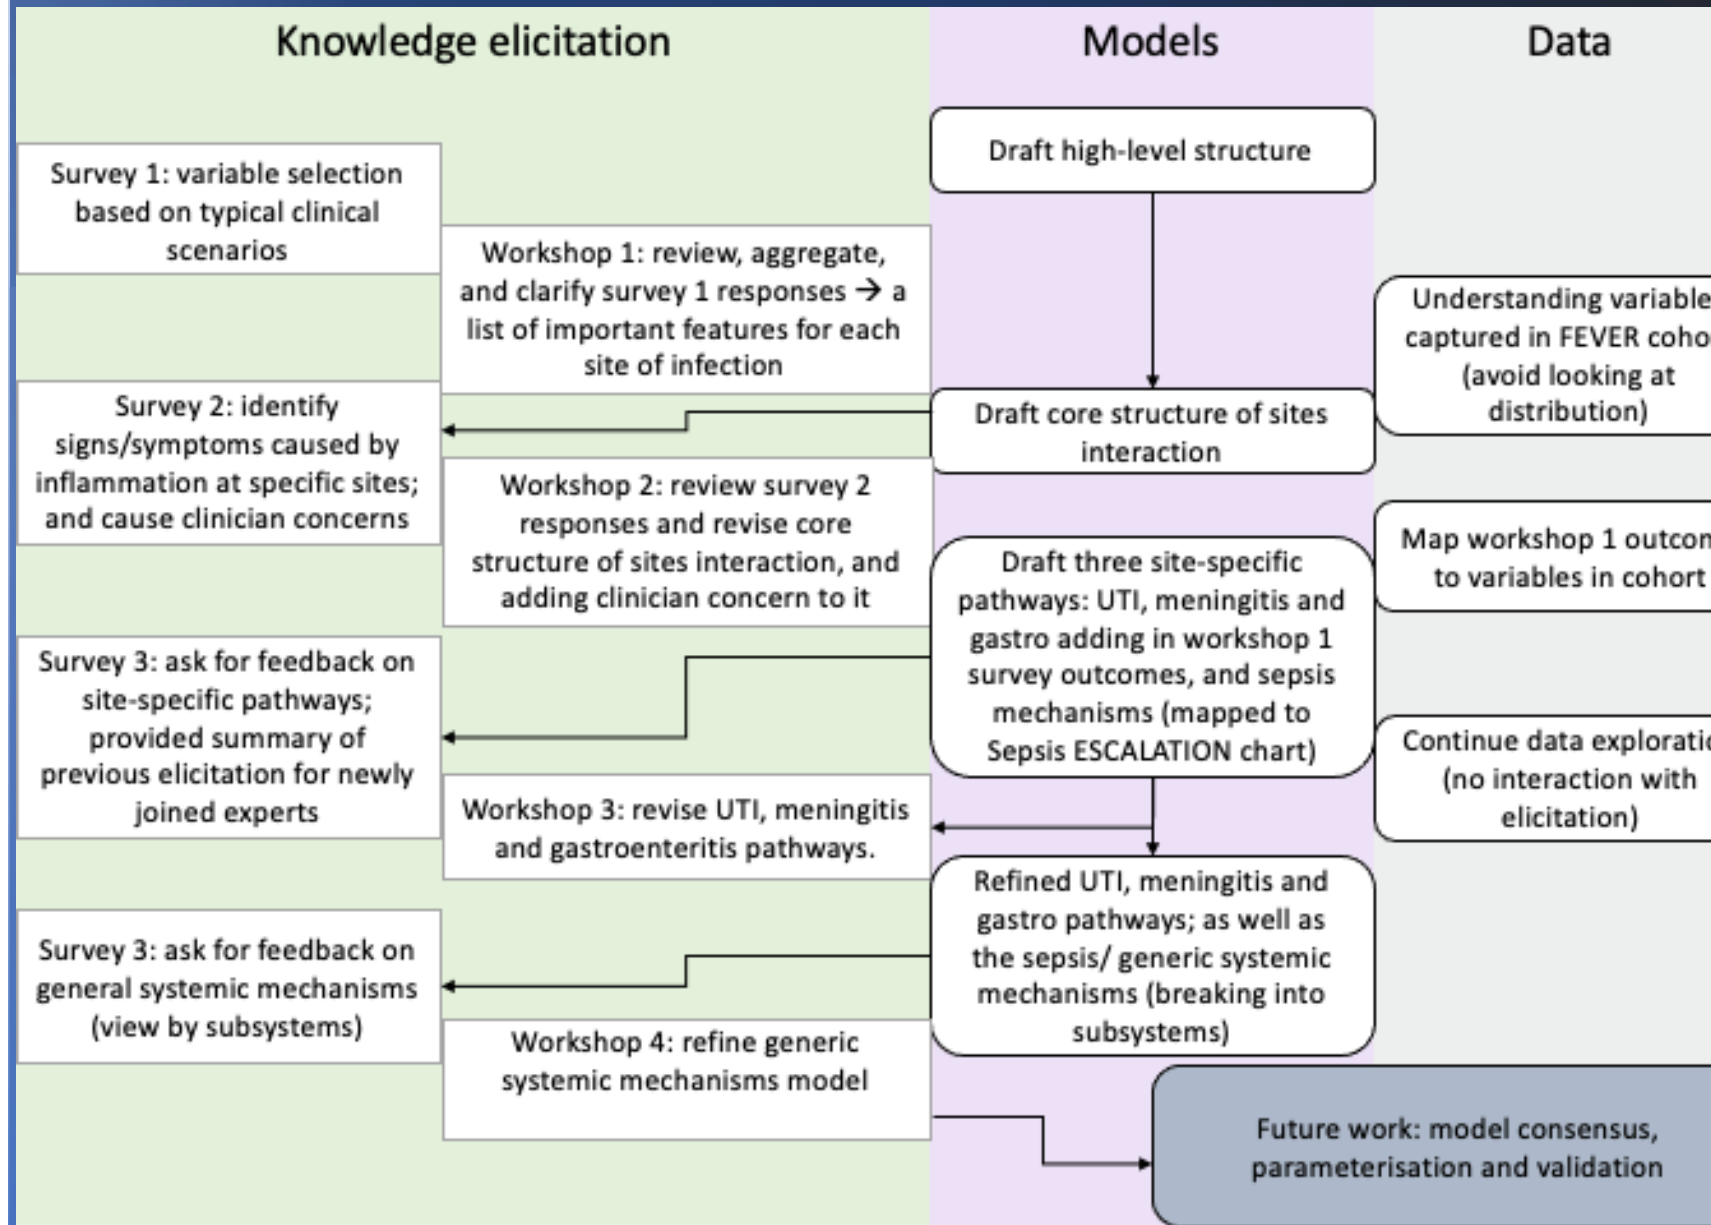 Knowledge elicitation
Models
Data
Survey 1: variable selection
based on typical clinical
scenarios
Workshop 1: review, aggregate,
and clarify survey 1 responses → a
list of important features for each
site of infection
Survey 2: identify
signs/symptoms caused by
inflammation at specific sites;
and cause clinician concerns
Workshop 2: review survey 2
responses and revise core
structure of sites interaction, and
adding clinician concern to it
Survey 3: ask for feedback on
site-specific pathways;
provided summary of
previous elicitation for newly
joined experts
Workshop 3: revise UTI, meningitis
and gastroenteritis pathways.
Survey 3: ask for feedback on
general systemic mechanisms
(view by subsystems)
Workshop 4: refine generic
systemic mechanisms model
Draft high-level structure
Draft core structure of sites
interaction
Draft three site-specific
pathways: UTI, meningitis and
gastro adding in workshop 1
survey outcomes, and sepsis
mechanisms (mapped to
Sepsis ESCALATION chart)
Refined UTI, meningitis and
gastro pathways; as well as
the sepsis/ generic systemic
mechanisms (breaking into
subsystems)
Understanding variable
captured in FEVER coho
(avoid looking at
distribution)
Map workshop 1 outcom
to variables in cohort
Continue data exploratio
(no interaction with
elicitation)
Future work: model consensus,
parameterisation and validation